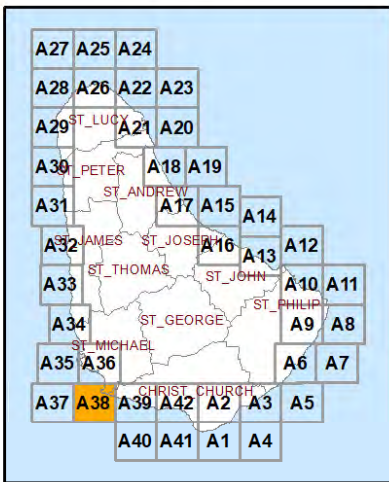 A27 A25 A24
A28 A26 A22 A23
A29 A21 A20
ST_LUCY
A30 A18 A19
ST_PETER
ST_ANDREW
A31 A17 A15 A14
A32 ST_JAMES ST_JOSEPH A16 A13 A12
ST_THOMAS ST_JOHN
A33 A10 A11
ST_PHILIP
A34 ST_GEORGE A9 A8
ST_MICHAEL
A35 A36 A6 A7
CHRIST_CHURCH
A37 A38 A39 A42 A2 A3 A5
A40 A41 A1 A4